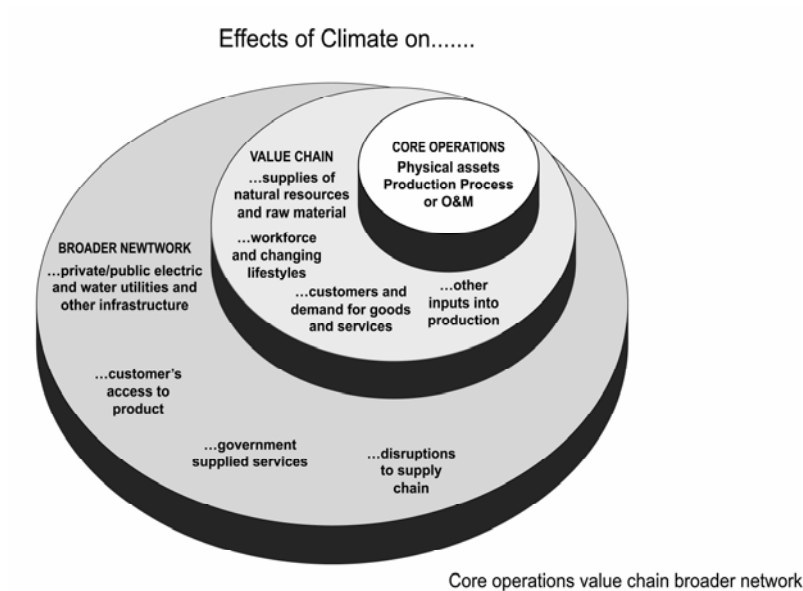 Effects of Climate on.......
CORE OPERATIONS
Physical assets
Production Process
or O&M
VALUE CHAIN
...supplies of
natural resources
and raw material
...workforce
and changing
lifestyles
...customers and
demand for goods
and services
...other
inputs into
production
BROADER NEWTWORK
...private/public electric
and water utilities and
other infrastructure
...customer's
access to
product
...government
supplied services
...disruptions
to supply
chain
Core operations value chain broader network